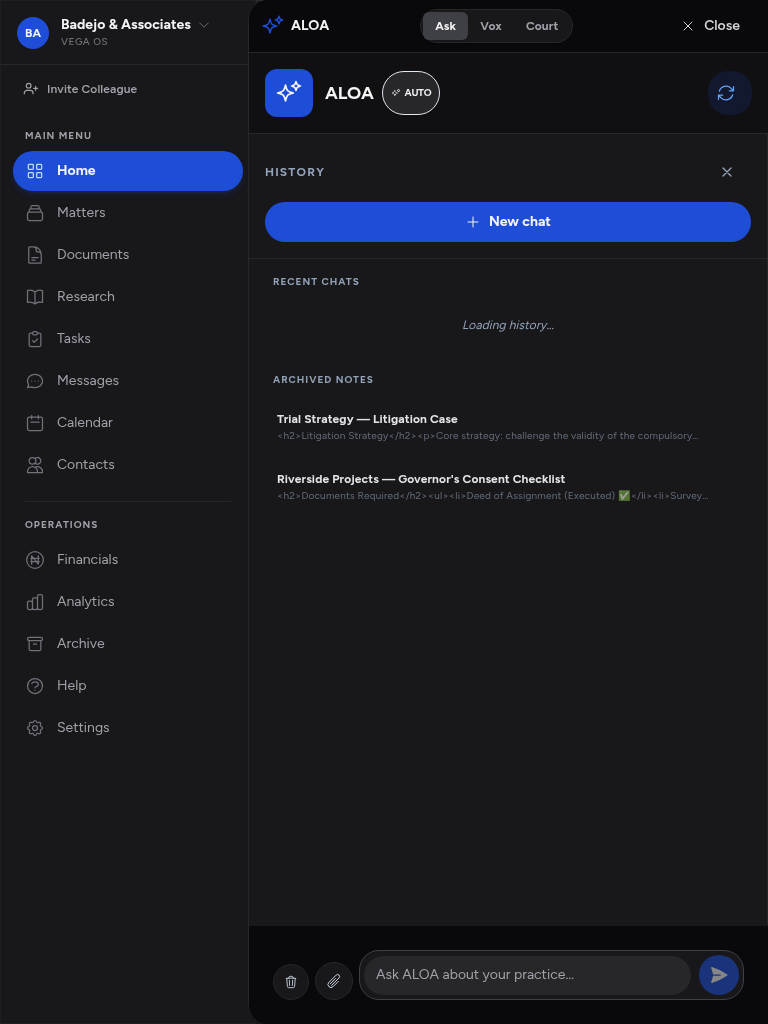 BA
Badejo & Associates
VEGA OS
Invite Colleague
MAIN MENU
Home
Matters
Documents
Research
Tasks
Messages
Calendar
Contacts
OPERATIONS
Financials
Analytics
Archive
Help
Settings
ALOA
Ask Vox Court
Close
ALOA
AUTO
HISTORY
New chat
RECENT CHATS
Loading history...
ARCHIVED NOTES
Trial Strategy — Litigation Case
<h2>Litigation Strategy</h2><p>Core strategy: challenge the validity of the compulsory...
Riverside Projects — Governor's Consent Checklist
<h2>Documents Required</h2><ul><li>Deed of Assignment (Executed) ✅</li><li>Survey...
Ask ALOA about your practice...